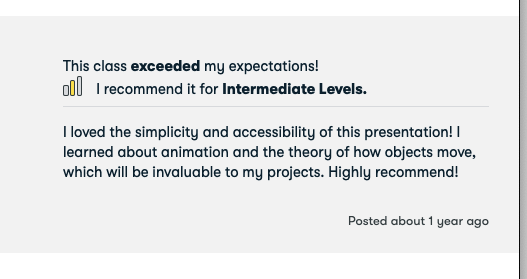 This class exceeded my expectations!
I recommend it for Intermediate Levels.
I loved the simplicity and accessibility of this presentation! I
learned about animation and the theory of how objects move,
which will be invaluable to my projects. Highly recommend!
Posted about 1 year ago